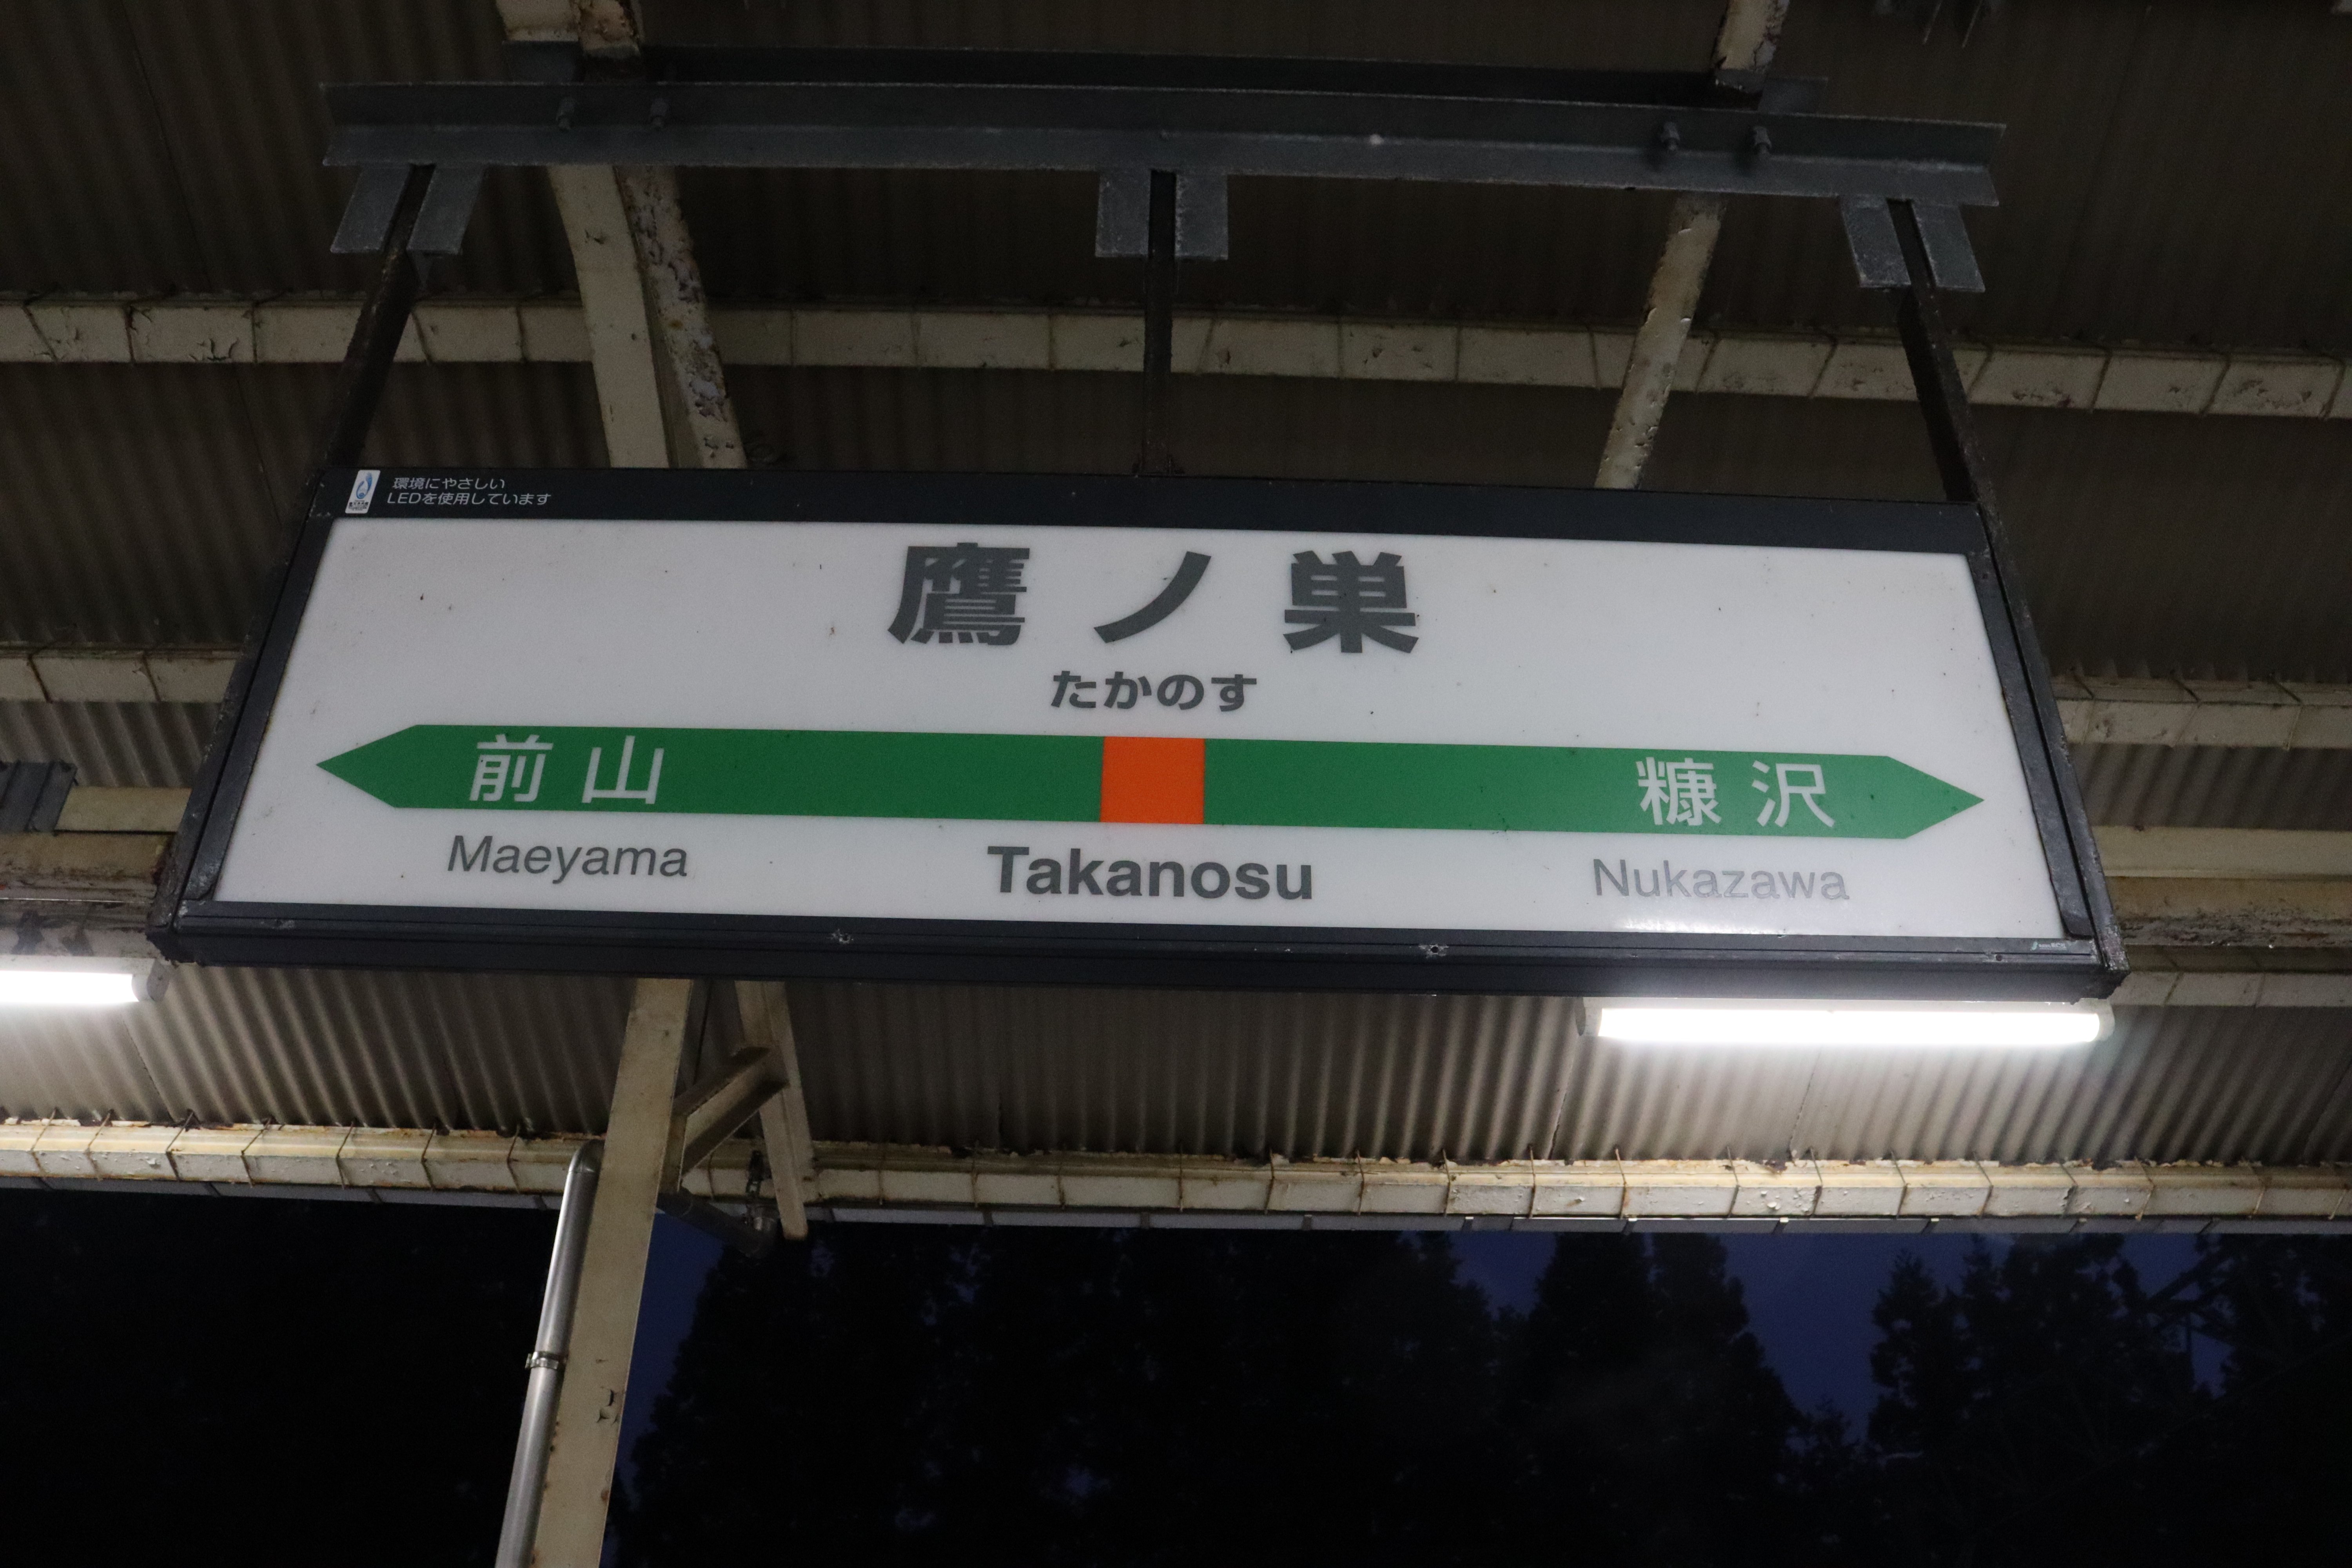 環境にやさしい
LEDを使用しています
鷹ノ巣
たかのす
前山 糠沢
Maeyama Takanosu Nukazawa